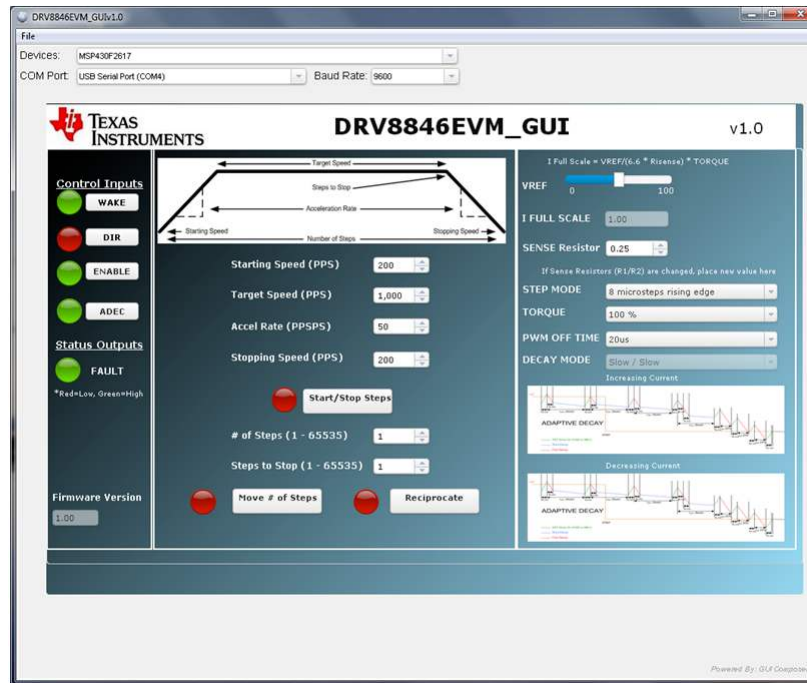 DRV8846EVM_GUIv1.0
File
Devices: MSP430F2617
COM Port: USB Serial Port (COM4) Baud Rate: 9600
TEXAS INSTRUMENTS
DRV8846EVM_GUI
v1.0
Control Inputs
WAKE
DIR
ENABLE
ADEC
Status Outputs
FAULT
*Red=Low, Green=High
Firmware Version
1.00
Target Speed
Steps to Stop
Acceleration Rate
Starting Speed
Stopping Speed
Number of Steps
Starting Speed (PPS) 200
Target Speed (PPS) 1,000
Accel Rate (PPSPS) 50
Stopping Speed (PPS) 200
Start/Stop Steps
# of Steps (1 - 65535) 1
Steps to Stop (1 - 65535) 1
Move # of Steps
Reciprocate
I Full Scale = VREF/(6.6 * Risense) * TORQUE
VREF 0 100
I FULL SCALE 1.00
SENSE Resistor 0.25
If Sense Resistors (R1/R2) are changed, place new value here
STEP MODE 8 microsteps rising edge
TORQUE 100 %
PWM OFF TIME 20us
DECAY MODE Slow / Slow
Increasing Current
ADAPTIVE DECAY
Decreasing Current
ADAPTIVE DECAY
Powered By: GUI Composer